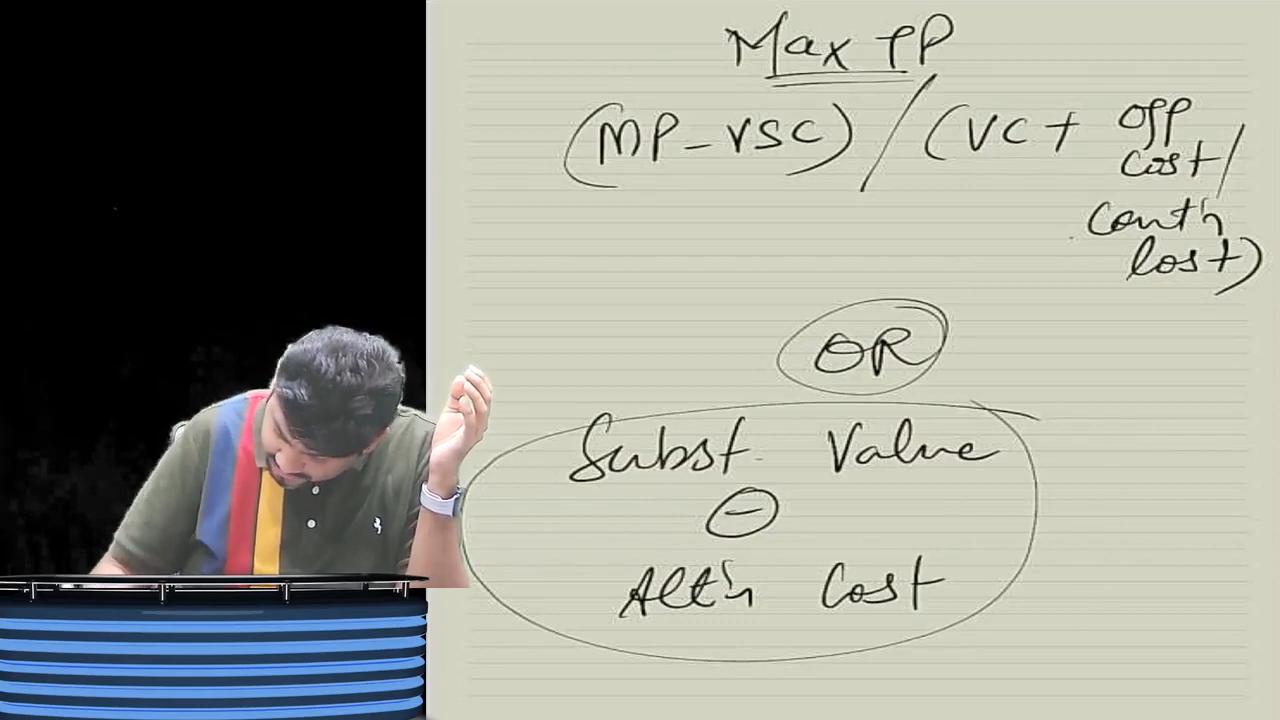 Max TP
(MP - VSC) / (VC + opp
cost /
cont'n
lost)
OR
Subst. Value
-
Alt'n Cost